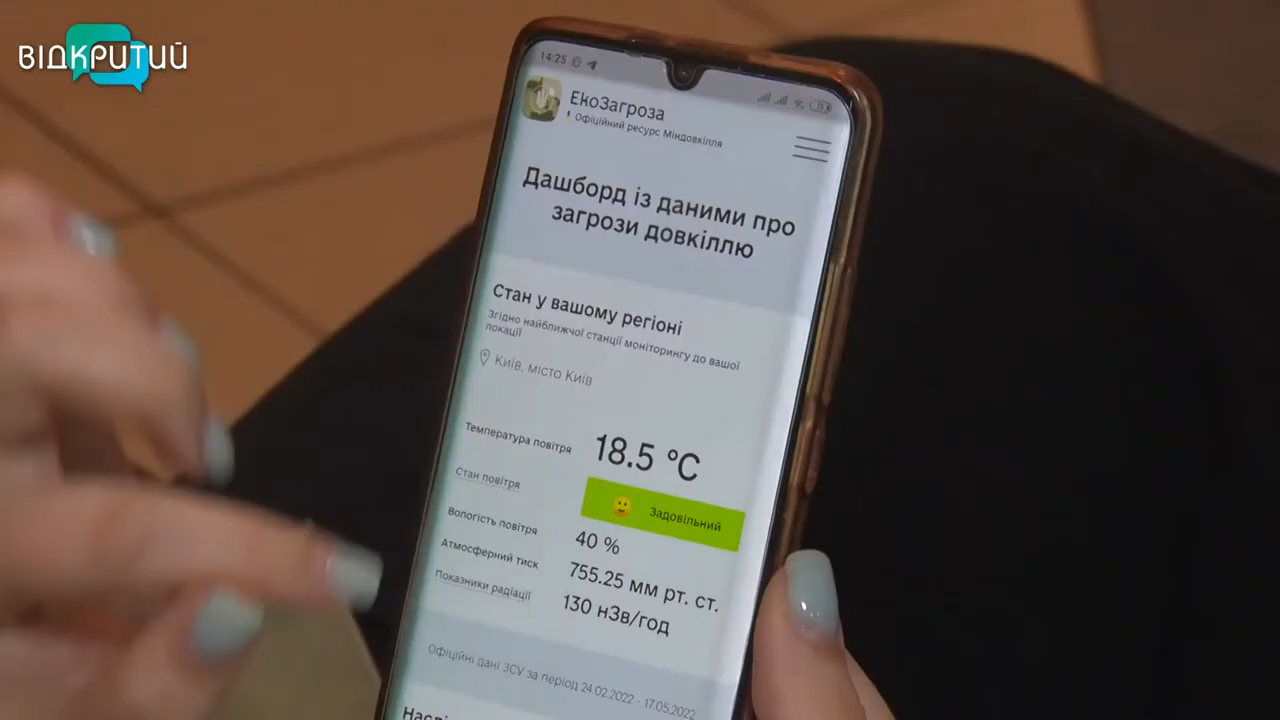 ВІДКРИТИЙ
14:25
ЕкоЗагроза
Офіційний ресурс Міндовкілля
Дашборд із даними про
загрози довкіллю
Стан у вашому регіоні
Згідно найближчої станції моніторингу до вашої
локації
Київ, місто Київ
Температура повітря 18.5 °C
Стан повітря Задовільний
Вологість повітря 40 %
Атмосферний тиск 755.25 мм рт. ст.
Показники радіації 130 нЗв/год
Офіційні дані ЗСУ за період 24.02.2022 - 17.05.2022